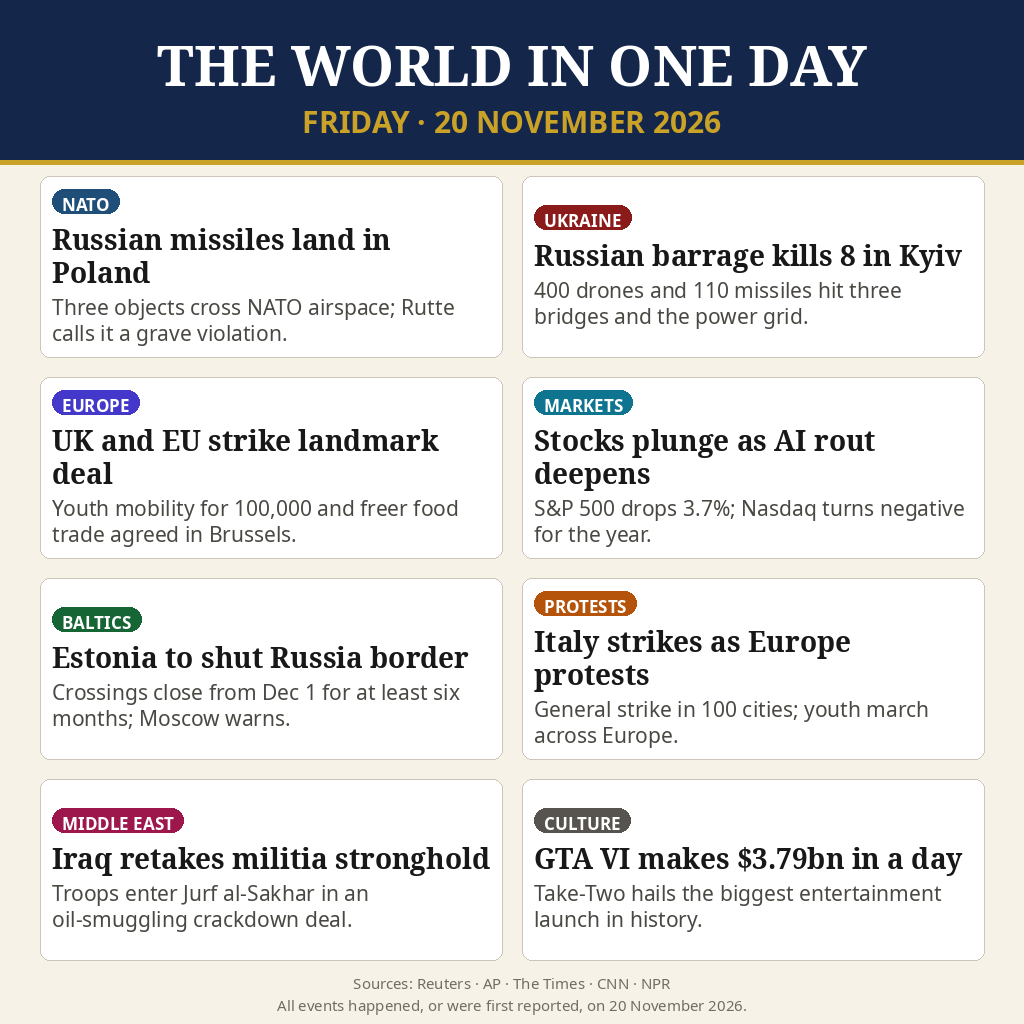 THE WORLD IN ONE DAY
FRIDAY · 20 NOVEMBER 2026
NATO
Russian missiles land in
Poland
Three objects cross NATO airspace; Rutte
calls it a grave violation.
UKRAINE
Russian barrage kills 8 in Kyiv
400 drones and 110 missiles hit three
bridges and the power grid.
EUROPE
UK and EU strike landmark
deal
Youth mobility for 100,000 and freer food
trade agreed in Brussels.
MARKETS
Stocks plunge as AI rout
deepens
S&P 500 drops 3.7%; Nasdaq turns negative
for the year.
BALTICS
Estonia to shut Russia border
Crossings close from Dec 1 for at least six
months; Moscow warns.
PROTESTS
Italy strikes as Europe
protests
General strike in 100 cities; youth march
across Europe.
MIDDLE EAST
Iraq retakes militia stronghold
Troops enter Jurf al-Sakhar in an
oil-smuggling crackdown deal.
CULTURE
GTA VI makes $3.79bn in a day
Take-Two hails the biggest entertainment
launch in history.
Sources: Reuters · AP · The Times · CNN · NPR
All events happened, or were first reported, on 20 November 2026.